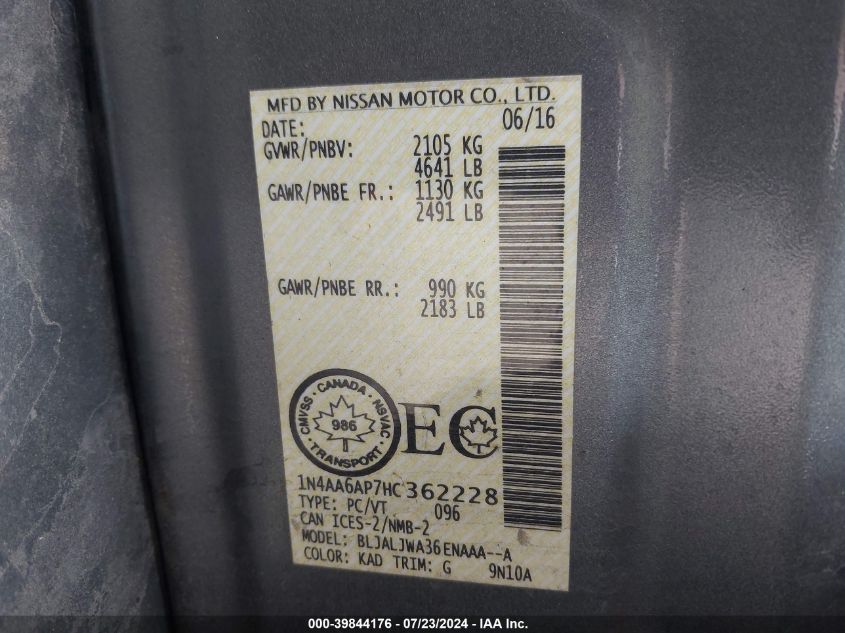 MFD BY NISSAN MOTOR CO., LTD.
DATE: 06/16
GVWR/PNBV: 2105 KG
4641 LB
GAWR/PNBE FR.: 1130 KG
2491 LB
GAWR/PNBE RR.: 990 KG
2183 LB
CANADA
CMVSS NSVAC
986
TRANSPORT
EC
1N4AA6AP7HC362228
TYPE: PC/VT 096
CAN ICES-2/NMB-2
MODEL: BLJALJWA36ENAAA--A
COLOR: KAD TRIM: G 9N10A
000-39844176 - 07/23/2024 - IAA Inc.